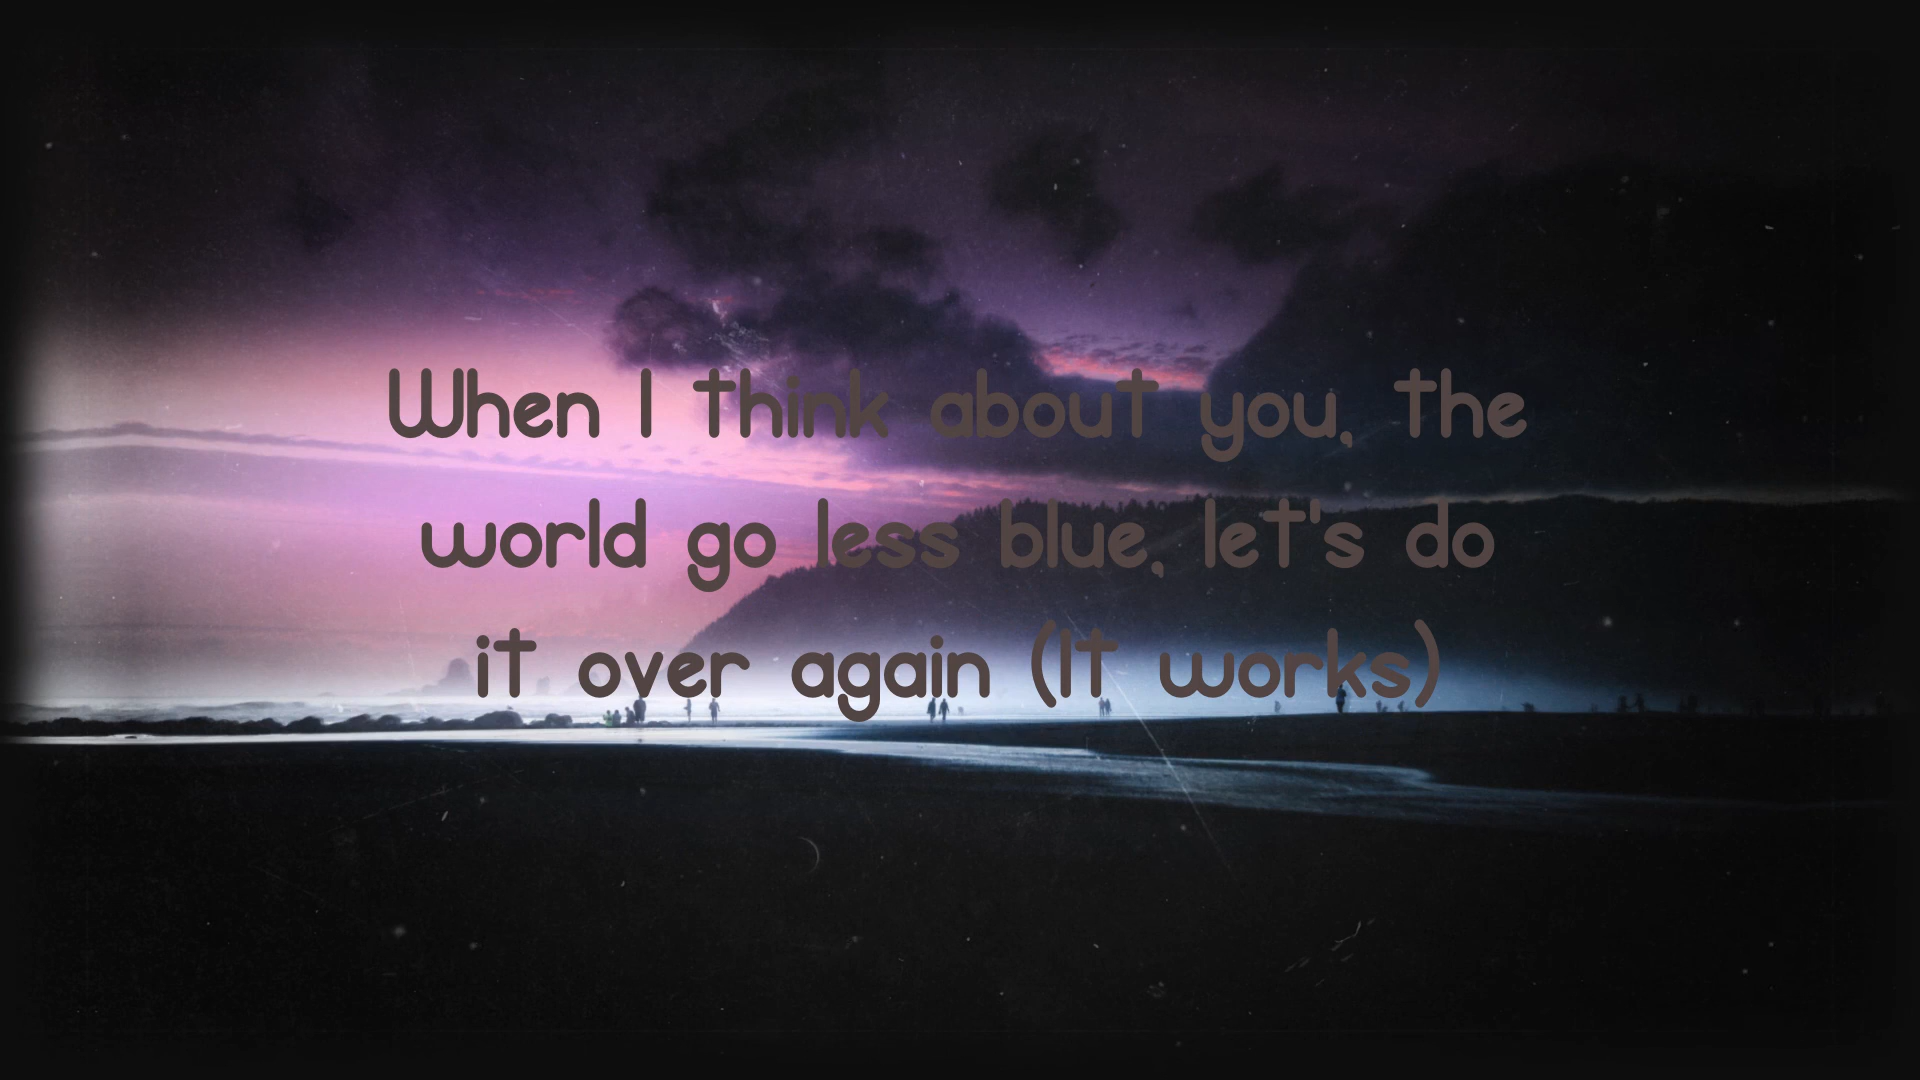 When I think about you, the
world go less blue, let's do
it over again (It works)